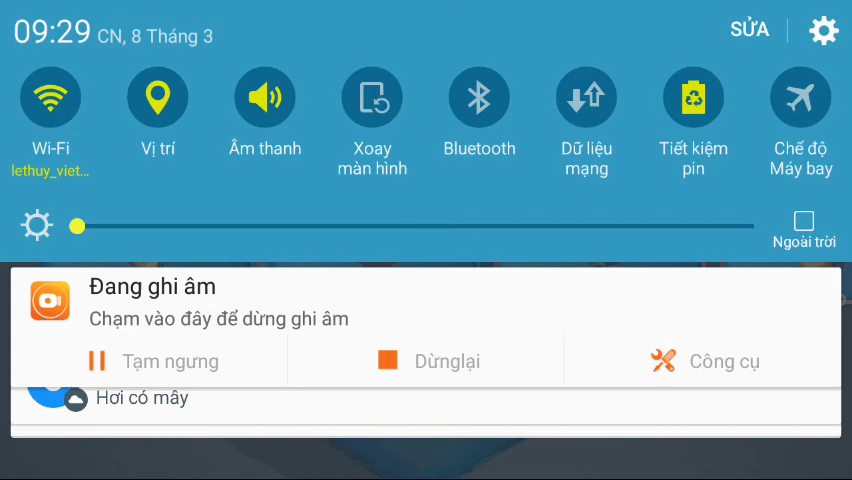 09:29 CN, 8 Tháng 3
SỬA
Wi-Fi
lethuy_viet...
Vị trí
Âm thanh
Xoay
màn hình
Bluetooth
Dữ liệu
mạng
Tiết kiệm
pin
Chế độ
Máy bay
Ngoài trời
Đang ghi âm
Chạm vào đây để dừng ghi âm
Tạm ngưng
Dừnglại
Công cụ
Hơi có mây